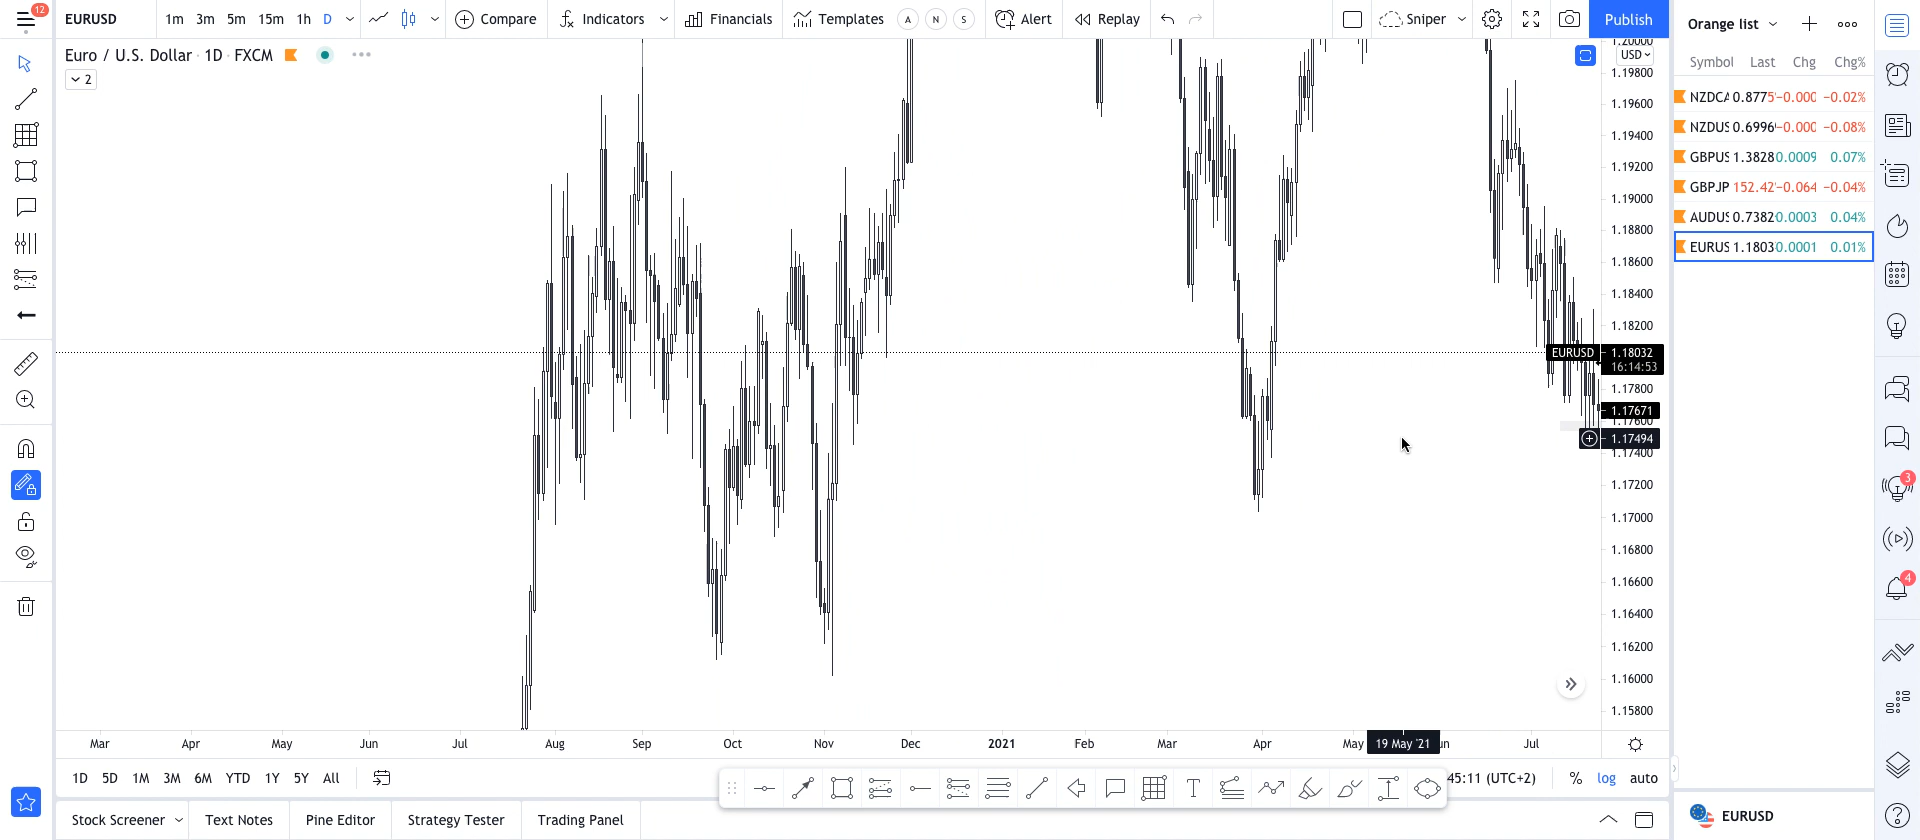 12
EURUSD 1m 3m 5m 15m 1h D Compare Indicators Financials Templates A N S Alert Replay Sniper Publish
Euro / U.S. Dollar · 1D · FXCM
2
USD
1.20000
1.19800
1.19600
1.19400
1.19200
1.19000
1.18800
1.18600
1.18400
1.18200
EURUSD 1.18032
16:14:53
1.17800
1.17671
1.17600
1.17494
1.17400
1.17200
1.17000
1.16800
1.16600
1.16400
1.16200
1.16000
1.15800
Mar Apr May Jun Jul Aug Sep Oct Nov Dec 2021 Feb Mar Apr May 19 May '21 Jul
1D 5D 1M 3M 6M YTD 1Y 5Y All
45:11 (UTC+2) % log auto
T
Stock Screener Text Notes Pine Editor Strategy Tester Trading Panel
Orange list
Symbol Last Chg Chg%
NZDCA 0.877 −0.000 −0.02%
NZDUS 0.6996 −0.000 −0.08%
GBPUS 1.3828 0.0009 0.07%
GBPJP 152.42 −0.064 −0.04%
AUDUS 0.7382 0.0003 0.04%
EURUS 1.1803 0.0001 0.01%
3
4
EURUSD